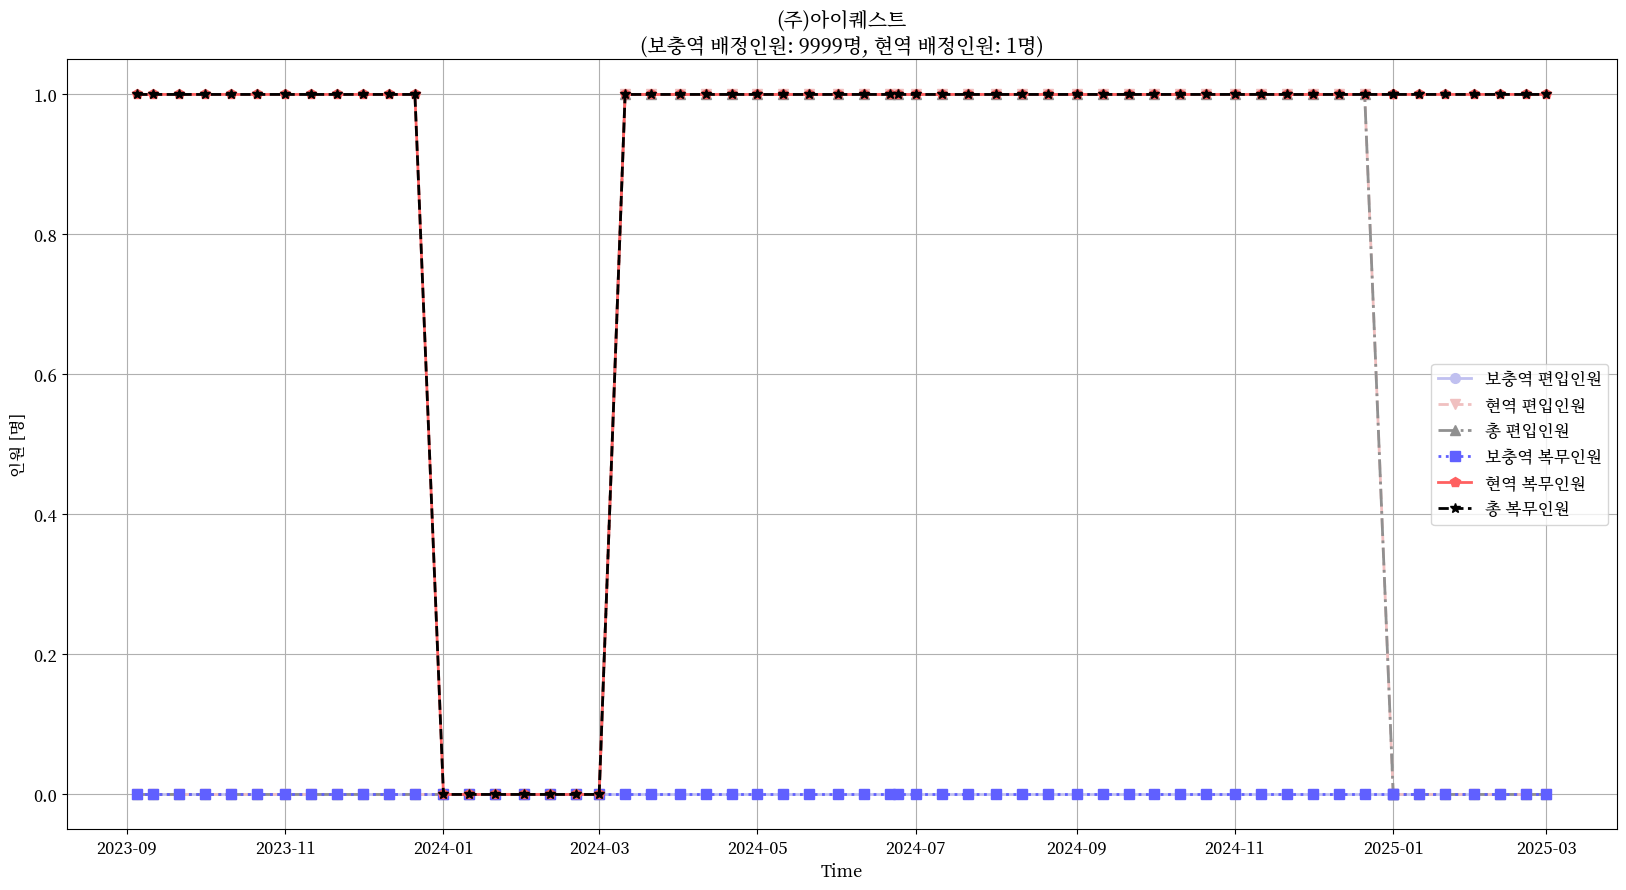 (주)아이퀘스트
(보충역 배정인원: 9999명, 현역 배정인원: 1명)
인원 [명]
1.0
0.8
0.6
0.4
0.2
0.0
보충역 편입인원
현역 편입인원
총 편입인원
보충역 복무인원
현역 복무인원
총 복무인원
2023-09 2023-11 2024-01 2024-03 2024-05 2024-07 2024-09 2024-11 2025-01 2025-03
Time